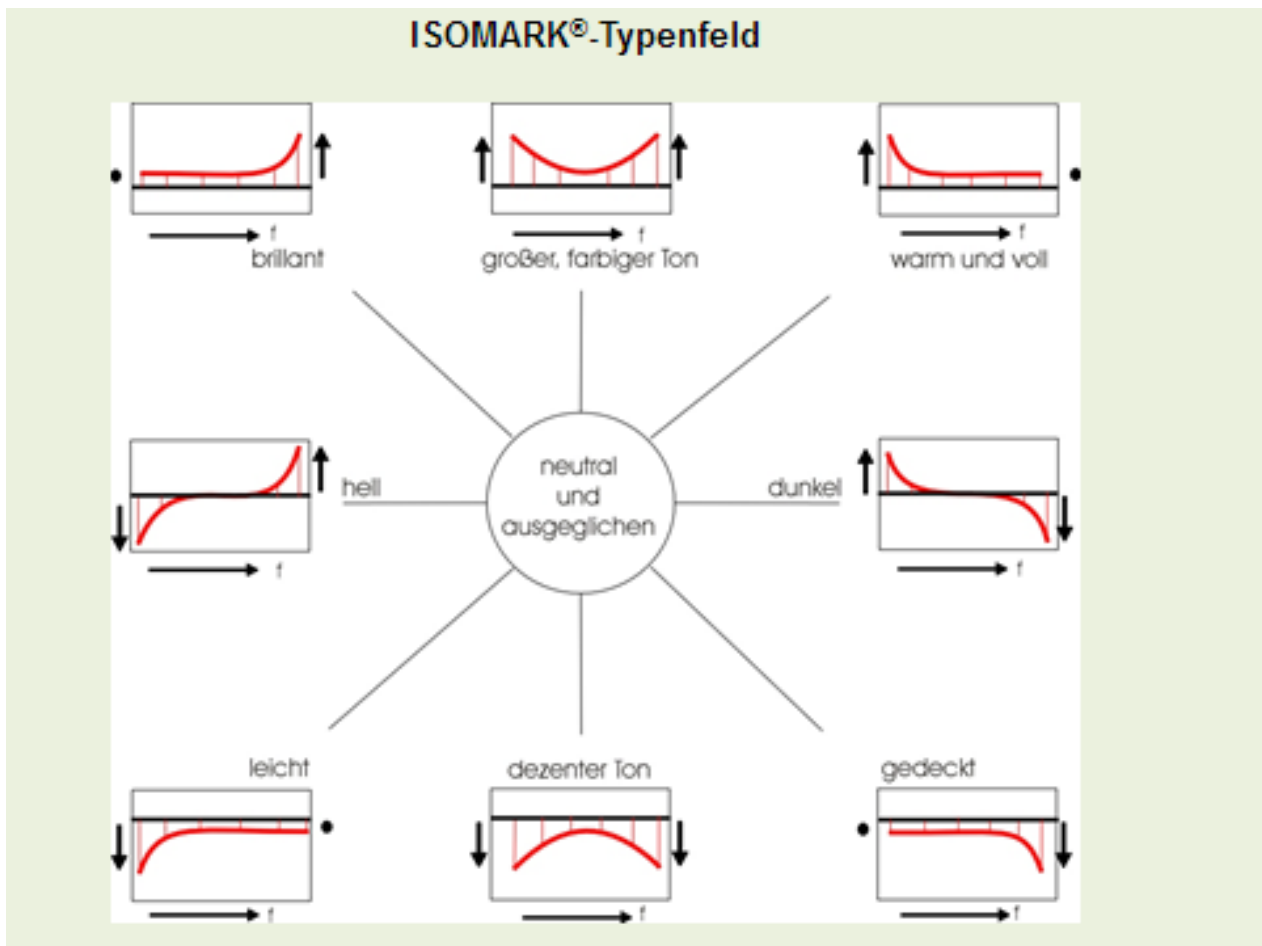 ISOMARK®-Typenfeld
f
f
f
brillant
großer, farbiger Ton
warm und voll
hell
neutral
und
ausgeglichen
dunkel
f
f
leicht
dezenter Ton
gedeckt
f
f
f